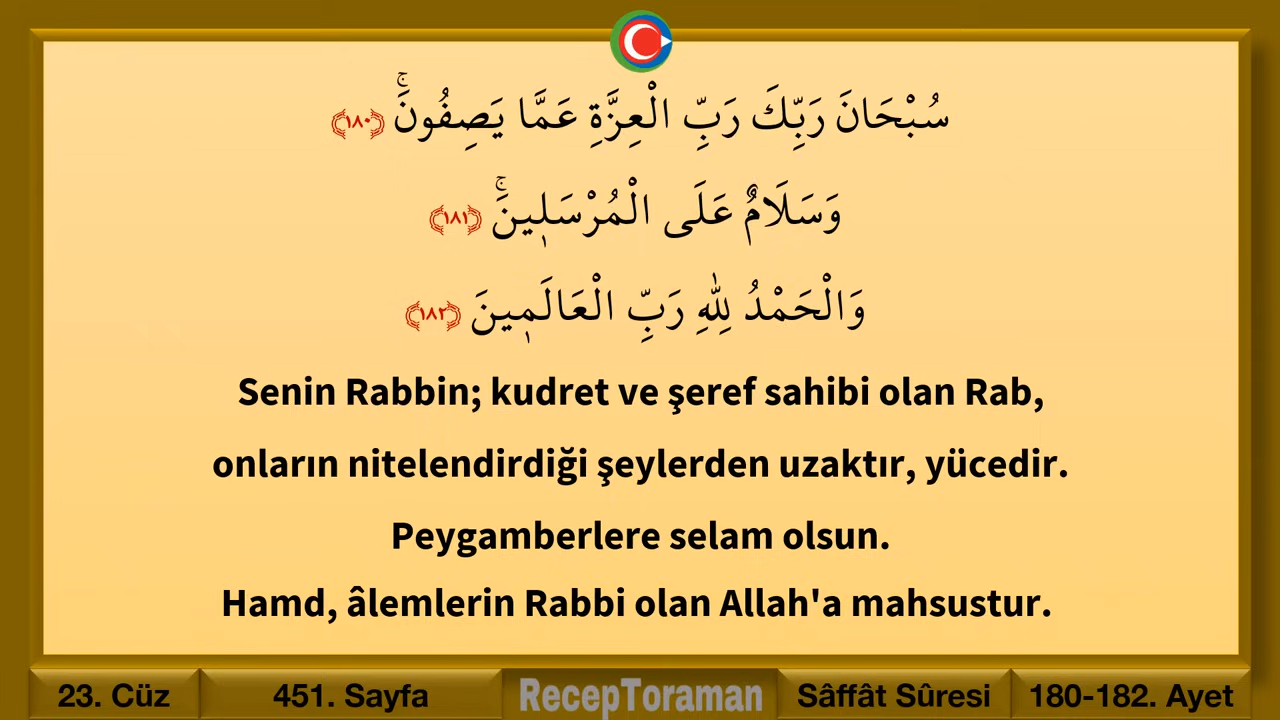 سُبْحَانَ رَبِّكَ رَبِّ الْعِزَّةِ عَمَّا يَصِفُونَۚ ﴿١٨٠﴾
وَسَلَامٌ عَلَى الْمُرْسَل۪ينَۚ ﴿١٨١﴾
وَالْحَمْدُ لِلّٰهِ رَبِّ الْعَالَم۪ينَ ﴿١٨٢﴾
Senin Rabbin; kudret ve şeref sahibi olan Rab,
onların nitelendirdiği şeylerden uzaktır, yücedir.
Peygamberlere selam olsun.
Hamd, âlemlerin Rabbi olan Allah'a mahsustur.
23. Cüz 451. Sayfa RecepToraman Sâffât Sûresi 180-182. Ayet